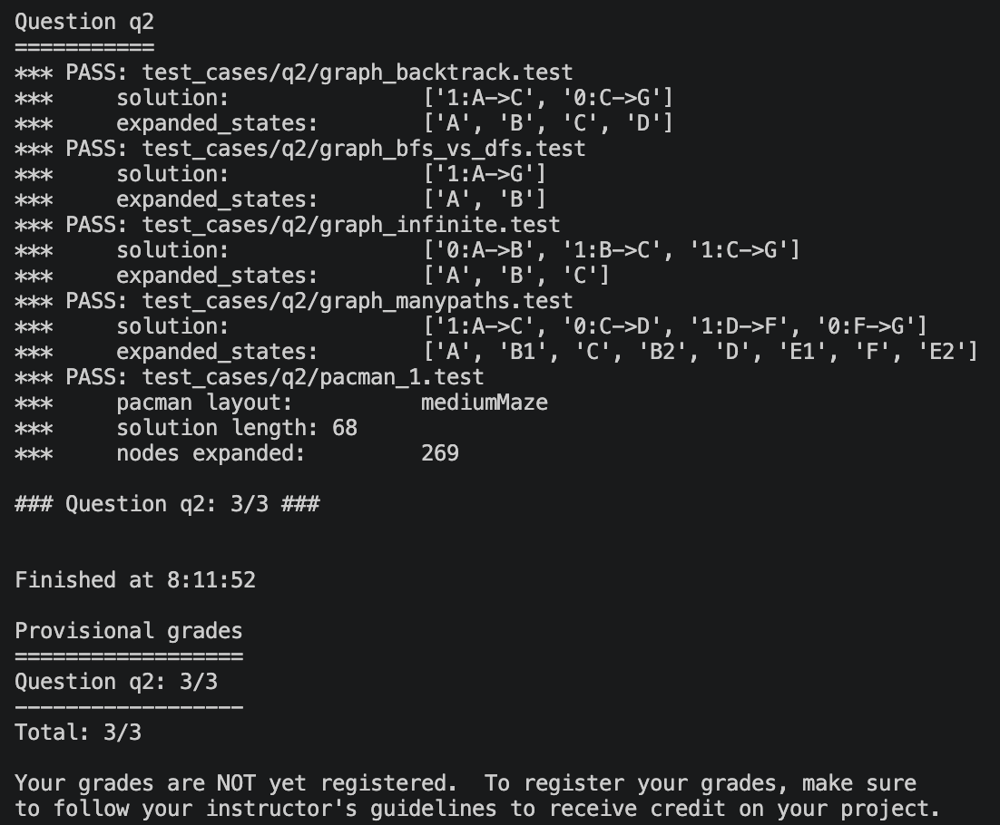 Question q2
===========
*** PASS: test_cases/q2/graph_backtrack.test
***     solution:               ['1:A->C', '0:C->G']
***     expanded_states:        ['A', 'B', 'C', 'D']
*** PASS: test_cases/q2/graph_bfs_vs_dfs.test
***     solution:               ['1:A->G']
***     expanded_states:        ['A', 'B']
*** PASS: test_cases/q2/graph_infinite.test
***     solution:               ['0:A->B', '1:B->C', '1:C->G']
***     expanded_states:        ['A', 'B', 'C']
*** PASS: test_cases/q2/graph_manypaths.test
***     solution:               ['1:A->C', '0:C->D', '1:D->F', '0:F->G']
***     expanded_states:        ['A', 'B1', 'C', 'B2', 'D', 'E1', 'F', 'E2']
*** PASS: test_cases/q2/pacman_1.test
***     pacman layout:          mediumMaze
***     solution length: 68
***     nodes expanded:         269
### Question q2: 3/3 ###
Finished at 8:11:52
Provisional grades
==================
Question q2: 3/3
------------------
Total: 3/3
Your grades are NOT yet registered.  To register your grades, make sure
to follow your instructor's guidelines to receive credit on your project.